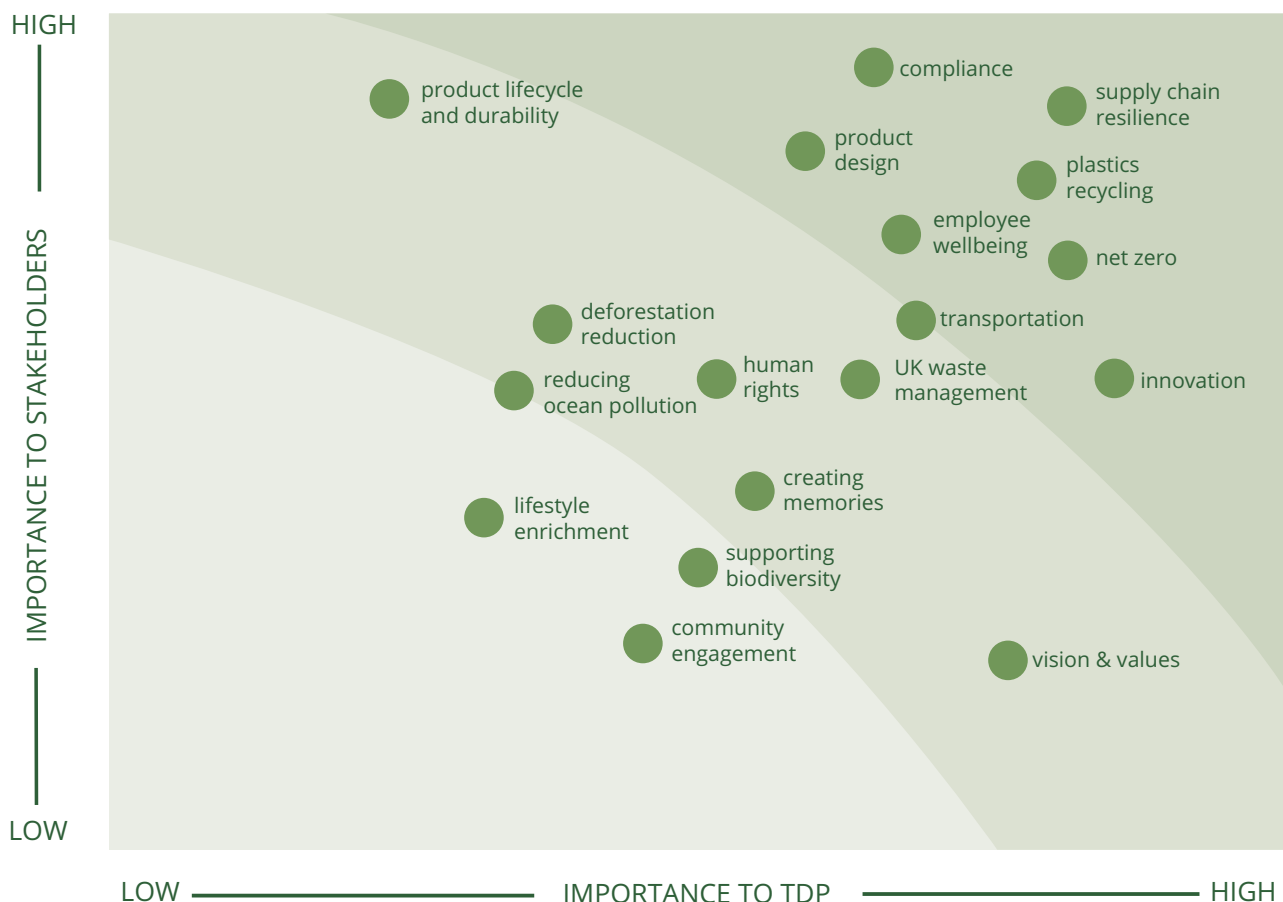 HIGH
IMPORTANCE TO STAKEHOLDERS
LOW
compliance
product lifecycle
and durability
supply chain
resilience
product
design
plastics
recycling
employee
wellbeing
net zero
deforestation
reduction
transportation
human
rights
UK waste
management
reducing
ocean pollution
innovation
creating
memories
lifestyle
enrichment
supporting
biodiversity
community
engagement
vision & values
LOW
IMPORTANCE TO TDP
HIGH